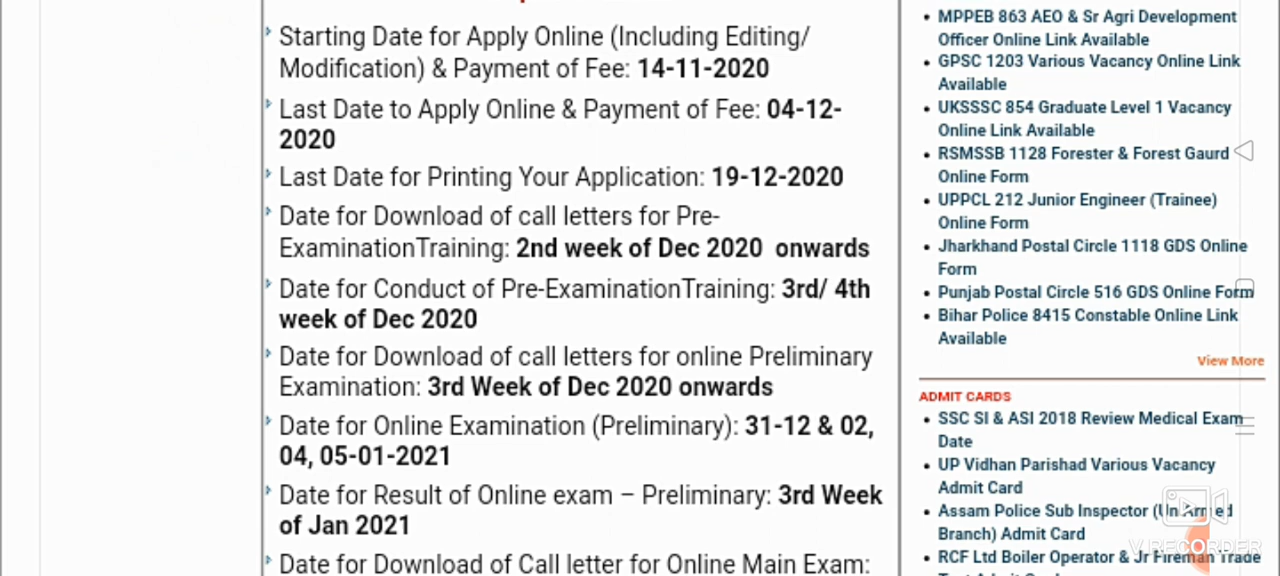 Starting Date for Apply Online (Including Editing/
Modification) & Payment of Fee: 14-11-2020
Last Date to Apply Online & Payment of Fee: 04-12-
2020
Last Date for Printing Your Application: 19-12-2020
Date for Download of call letters for Pre-
ExaminationTraining: 2nd week of Dec 2020 onwards
Date for Conduct of Pre-ExaminationTraining: 3rd/ 4th
week of Dec 2020
Date for Download of call letters for online Preliminary
Examination: 3rd Week of Dec 2020 onwards
Date for Online Examination (Preliminary): 31-12 & 02,
04, 05-01-2021
Date for Result of Online exam – Preliminary: 3rd Week
of Jan 2021
Date for Download of Call letter for Online Main Exam:
MPPEB 863 AEO & Sr Agri Development
Officer Online Link Available
GPSC 1203 Various Vacancy Online Link
Available
UKSSSC 854 Graduate Level 1 Vacancy
Online Link Available
RSMSSB 1128 Forester & Forest Gaurd
Online Form
UPPCL 212 Junior Engineer (Trainee)
Online Form
Jharkhand Postal Circle 1118 GDS Online
Form
Punjab Postal Circle 516 GDS Online Form
Bihar Police 8415 Constable Online Link
Available
View More
ADMIT CARDS
SSC SI & ASI 2018 Review Medical Exam
Date
UP Vidhan Parishad Various Vacancy
Admit Card
Assam Police Sub Inspector (Un Armed
Branch) Admit Card
RCF Ltd Boiler Operator & Jr Fireman Trade
V RECORDER